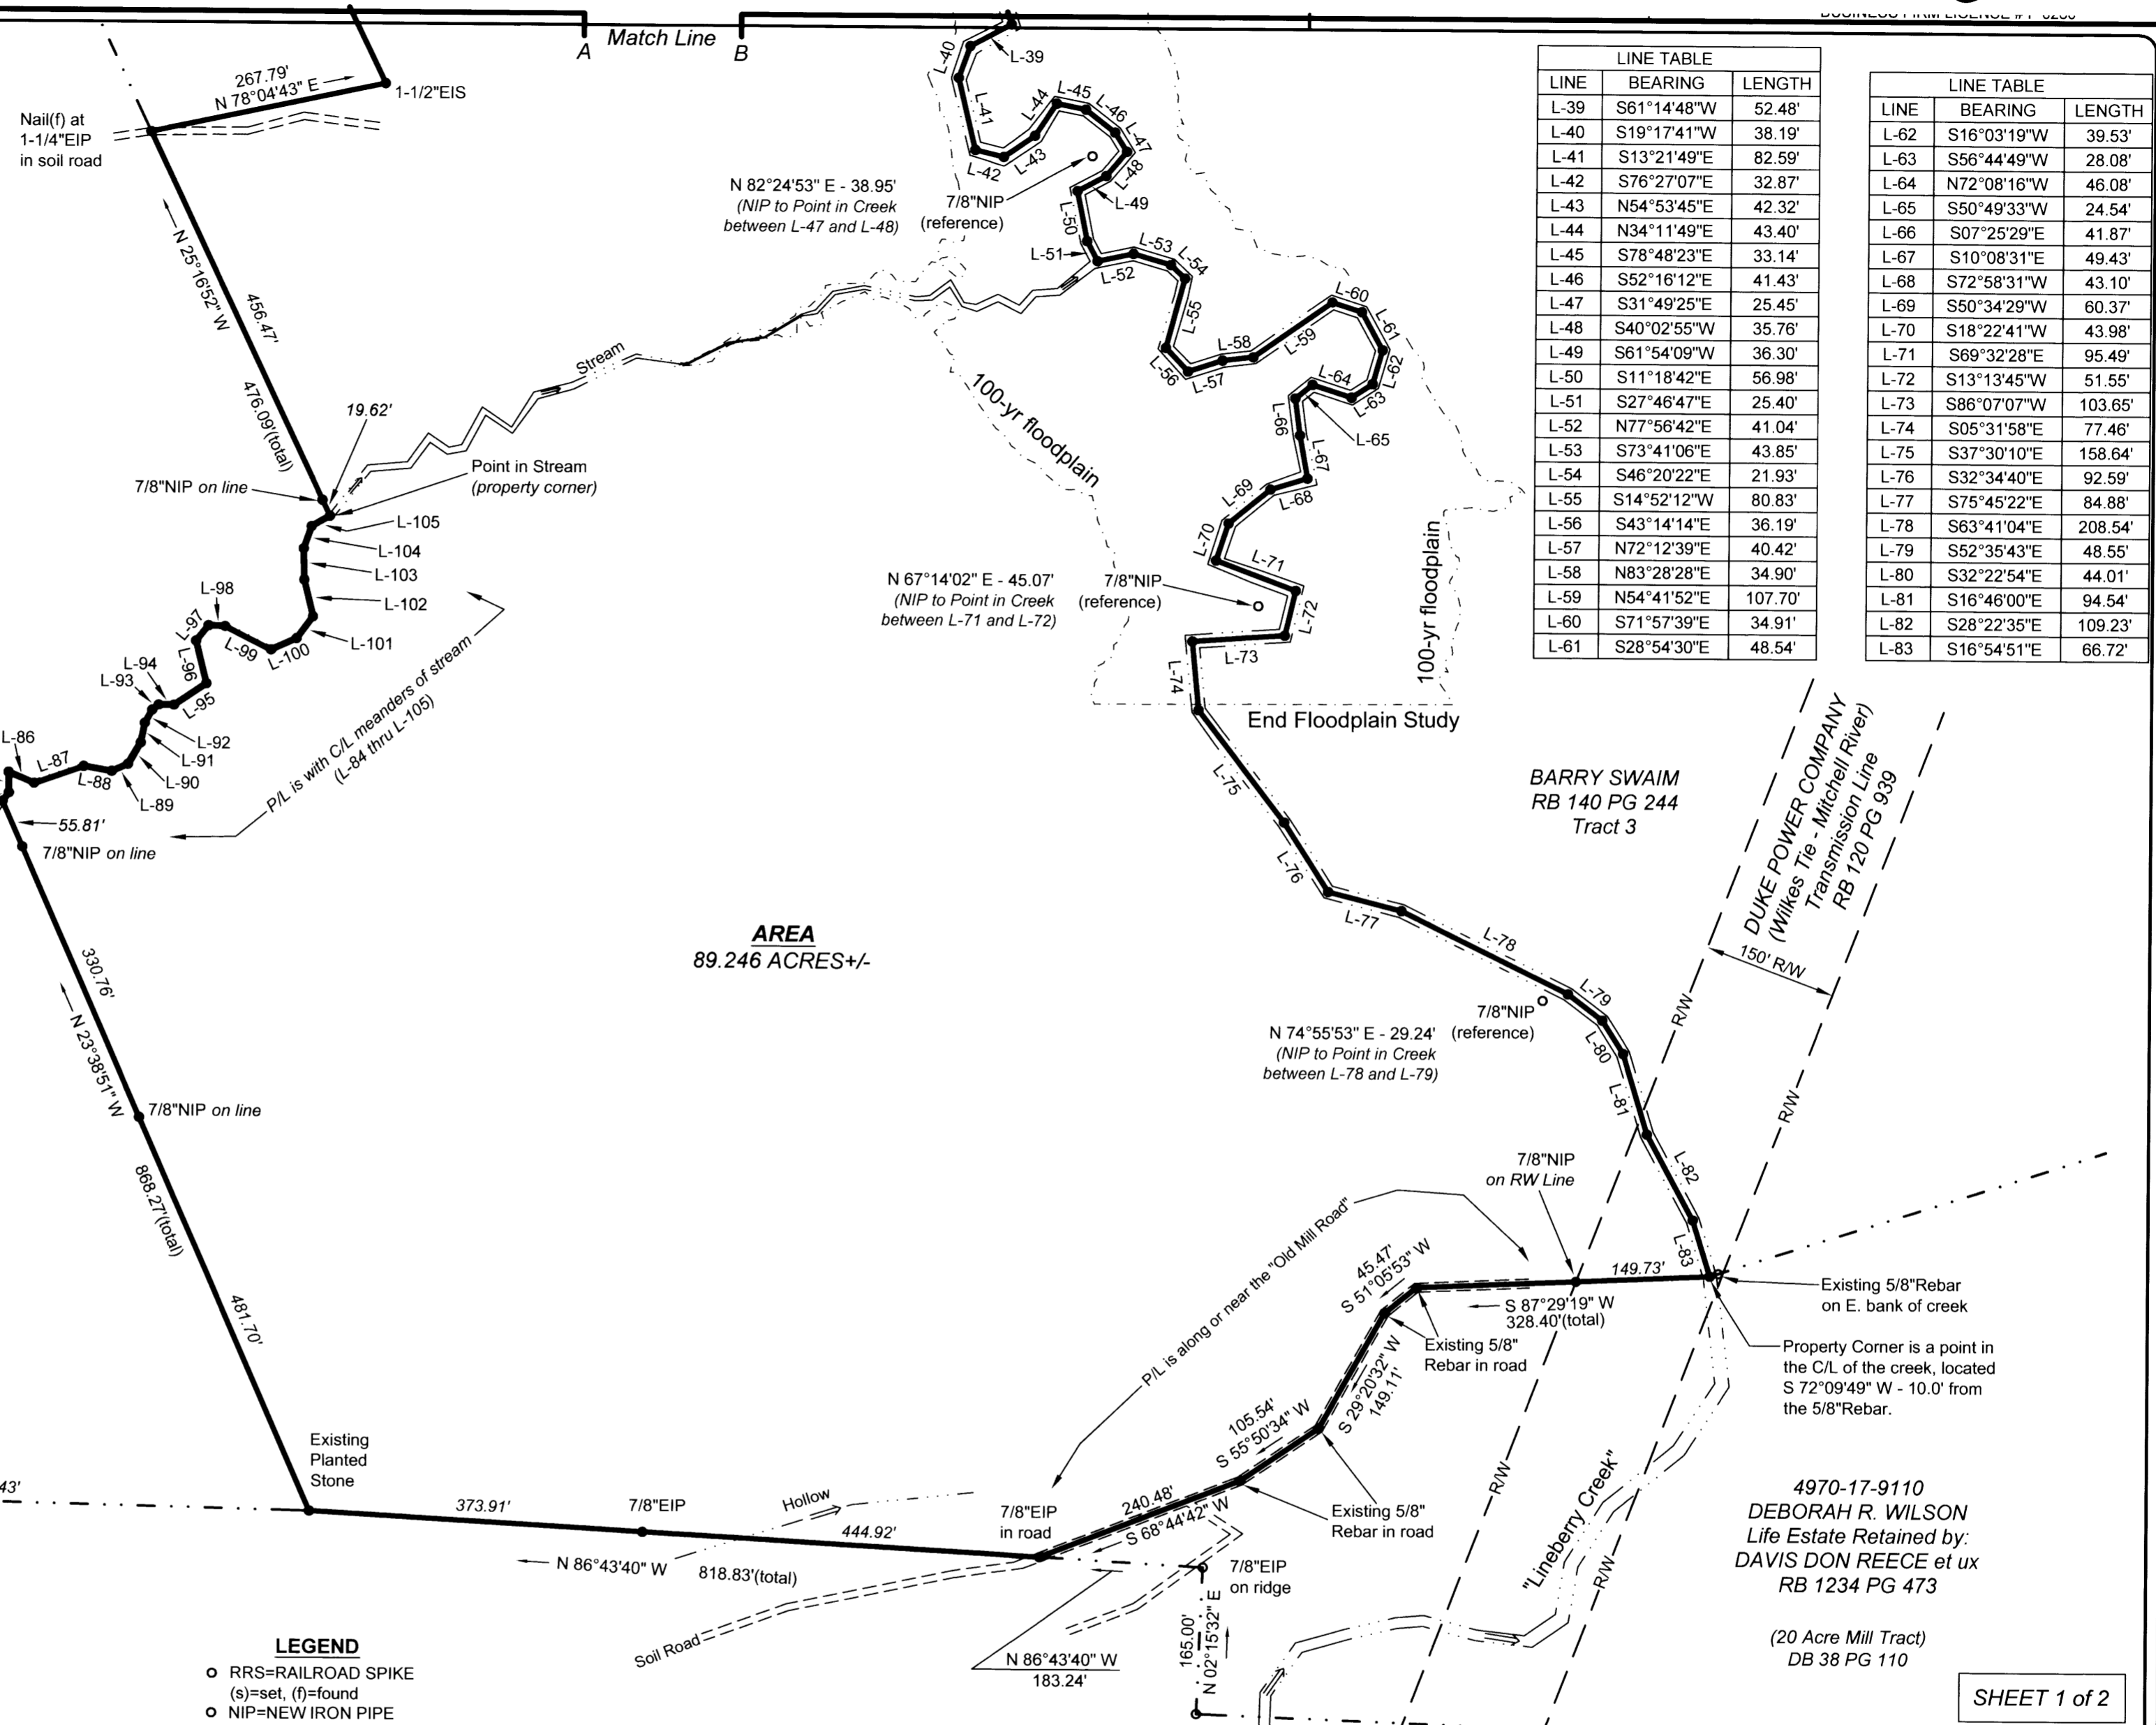 Match Line
A
B
267.79'
N 78°04'43" E
1-1/2"EIS
Nail(f) at
1-1/4"EIP
in soil road
N 25°16'52" W
456.47'
476.09'(total)
19.62'
7/8"NIP on line
Point in Stream
(property corner)
Stream
L-105
L-104
L-103
L-102
L-101
L-100
L-99
L-98
L-97
L-96
L-95
L-94
L-93
L-92
L-91
L-90
L-89
L-88
L-87
L-86
P/L is with C/L meanders of stream
(L-84 thru L-105)
55.81'
7/8"NIP on line
330.76'
N 23°38'51" W
7/8"NIP on line
868.27'(total)
481.70'
Existing
Planted
Stone
43'
373.91'
7/8"EIP
Hollow
444.92'
N 86°43'40" W
818.83'(total)
7/8"EIP
in road
Soil Road
240.48'
S 68°44'42" W
105.54'
S 55°50'34" W
S 29°20'32" W
149.11'
45.47'
S 51°05'53" W
P/L is along or near the "Old Mill Road"
Existing 5/8"
Rebar in road
Existing 5/8"
Rebar in road
7/8"EIP
on ridge
N 86°43'40" W
183.24'
165.00'
N 02°15'32" E
AREA
89.246 ACRES+/-
L-39
L-40
L-41
L-42
L-43
L-44
L-45
L-46
L-47
L-48
L-49
L-50
L-51
L-52
L-53
L-54
L-55
L-56
L-57
L-58
L-59
L-60
L-61
L-62
L-63
L-64
L-65
L-66
L-67
L-68
L-69
L-70
L-71
L-72
L-73
L-74
L-75
L-76
L-77
L-78
L-79
L-80
L-81
L-82
L-83
N 82°24'53" E - 38.95'
(NIP to Point in Creek
between L-47 and L-48)
7/8"NIP
(reference)
100-yr floodplain
N 67°14'02" E - 45.07'
(NIP to Point in Creek
between L-71 and L-72)
7/8"NIP
(reference)
100-yr floodplain
End Floodplain Study
N 74°55'53" E - 29.24'
(NIP to Point in Creek
between L-78 and L-79)
7/8"NIP
(reference)
BARRY SWAIM
RB 140 PG 244
Tract 3
DUKE POWER COMPANY
(Wilkes Tie - Mitchell River)
Transmission Line
RB 120 PG 939
150' R/W
R/W
R/W
R/W
R/W
7/8"NIP
on RW Line
149.73'
S 87°29'19" W
328.40'(total)
Existing 5/8"Rebar
on E. bank of creek
Property Corner is a point in
the C/L of the creek, located
S 72°09'49" W - 10.0' from
the 5/8"Rebar.
"Lineberry Creek"
4970-17-9110
DEBORAH R. WILSON
Life Estate Retained by:
DAVIS DON REECE et ux
RB 1234 PG 473
(20 Acre Mill Tract)
DB 38 PG 110
SHEET 1 of 2
LEGEND
RRS=RAILROAD SPIKE
(s)=set, (f)=found
NIP=NEW IRON PIPE
LINE TABLE
LINE BEARING LENGTH
L-39 S61°14'48"W 52.48'
L-40 S19°17'41"W 38.19'
L-41 S13°21'49"E 82.59'
L-42 S76°27'07"E 32.87'
L-43 N54°53'45"E 42.32'
L-44 N34°11'49"E 43.40'
L-45 S78°48'23"E 33.14'
L-46 S52°16'12"E 41.43'
L-47 S31°49'25"E 25.45'
L-48 S40°02'55"W 35.76'
L-49 S61°54'09"W 36.30'
L-50 S11°18'42"E 56.98'
L-51 S27°46'47"E 25.40'
L-52 N77°56'42"E 41.04'
L-53 S73°41'06"E 43.85'
L-54 S46°20'22"E 21.93'
L-55 S14°52'12"W 80.83'
L-56 S43°14'14"E 36.19'
L-57 N72°12'39"E 40.42'
L-58 N83°28'28"E 34.90'
L-59 N54°41'52"E 107.70'
L-60 S71°57'39"E 34.91'
L-61 S28°54'30"E 48.54'
LINE TABLE
LINE BEARING LENGTH
L-62 S16°03'19"W 39.53'
L-63 S56°44'49"W 28.08'
L-64 N72°08'16"W 46.08'
L-65 S50°49'33"W 24.54'
L-66 S07°25'29"E 41.87'
L-67 S10°08'31"E 49.43'
L-68 S72°58'31"W 43.10'
L-69 S50°34'29"W 60.37'
L-70 S18°22'41"W 43.98'
L-71 S69°32'28"E 95.49'
L-72 S13°13'45"W 51.55'
L-73 S86°07'07"W 103.65'
L-74 S05°31'58"E 77.46'
L-75 S37°30'10"E 158.64'
L-76 S32°34'40"E 92.59'
L-77 S75°45'22"E 84.88'
L-78 S63°41'04"E 208.54'
L-79 S52°35'43"E 48.55'
L-80 S32°22'54"E 44.01'
L-81 S16°46'00"E 94.54'
L-82 S28°22'35"E 109.23'
L-83 S16°54'51"E 66.72'